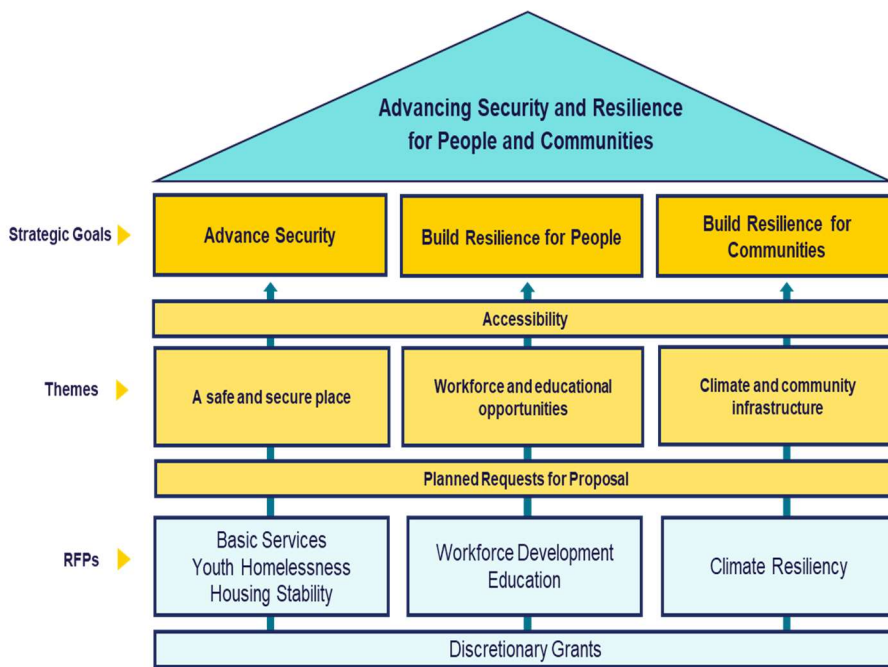 Advancing Security and Resilience
for People and Communities
Strategic Goals
Advance Security
Build Resilience for People
Build Resilience for
Communities
Accessibility
Themes
A safe and secure place
Workforce and educational
opportunities
Climate and community
infrastructure
Planned Requests for Proposal
RFPs
Basic Services
Youth Homelessness
Housing Stability
Workforce Development
Education
Climate Resiliency
Discretionary Grants